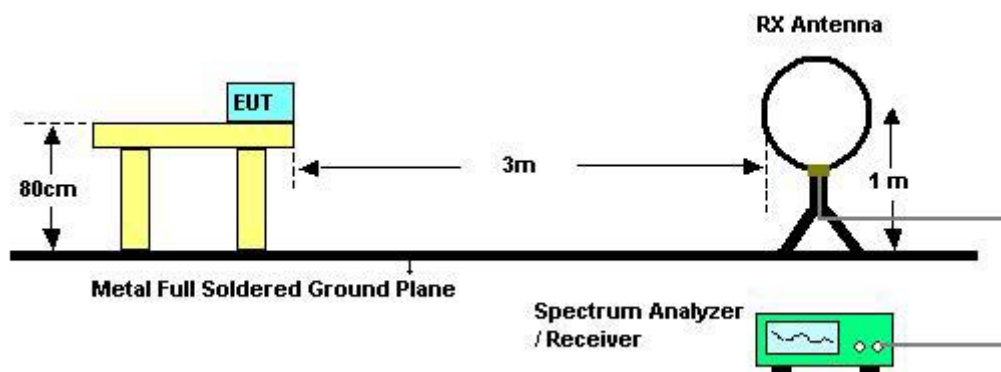 RX Antenna
EUT
3m
80cm
1 m
Metal Full Soldered Ground Plane
Spectrum Analyzer
/ Receiver